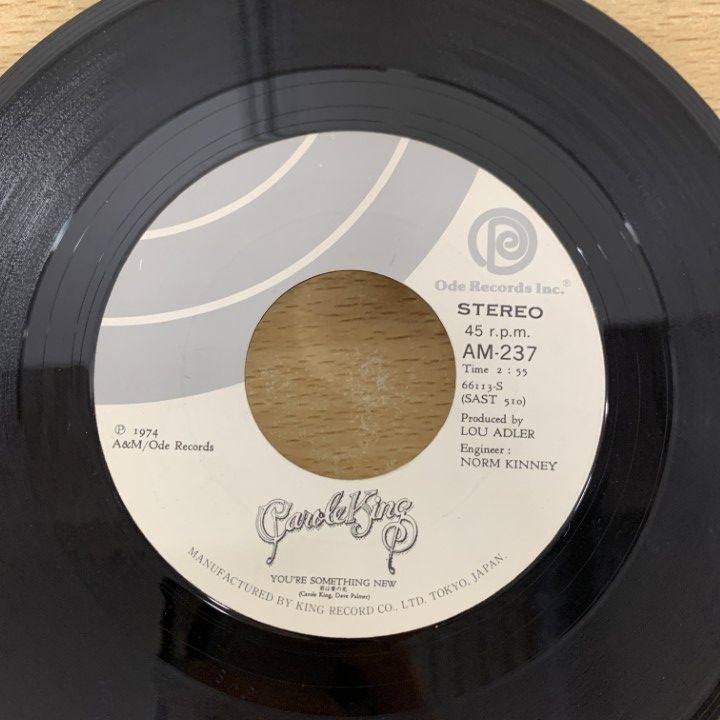 Ode Records Inc.®
STEREO
45 r.p.m.
AM-237
Time 2 : 55
66113-S
(SAST 510)
Produced by
LOU ADLER
Engineer :
NORM KINNEY
℗ 1974
A&M/Ode Records
Carole King
YOU'RE SOMETHING NEW
(Carole King, Dave Palmer)
MANUFACTURED BY KING RECORD CO., LTD. TOKYO, JAPAN.